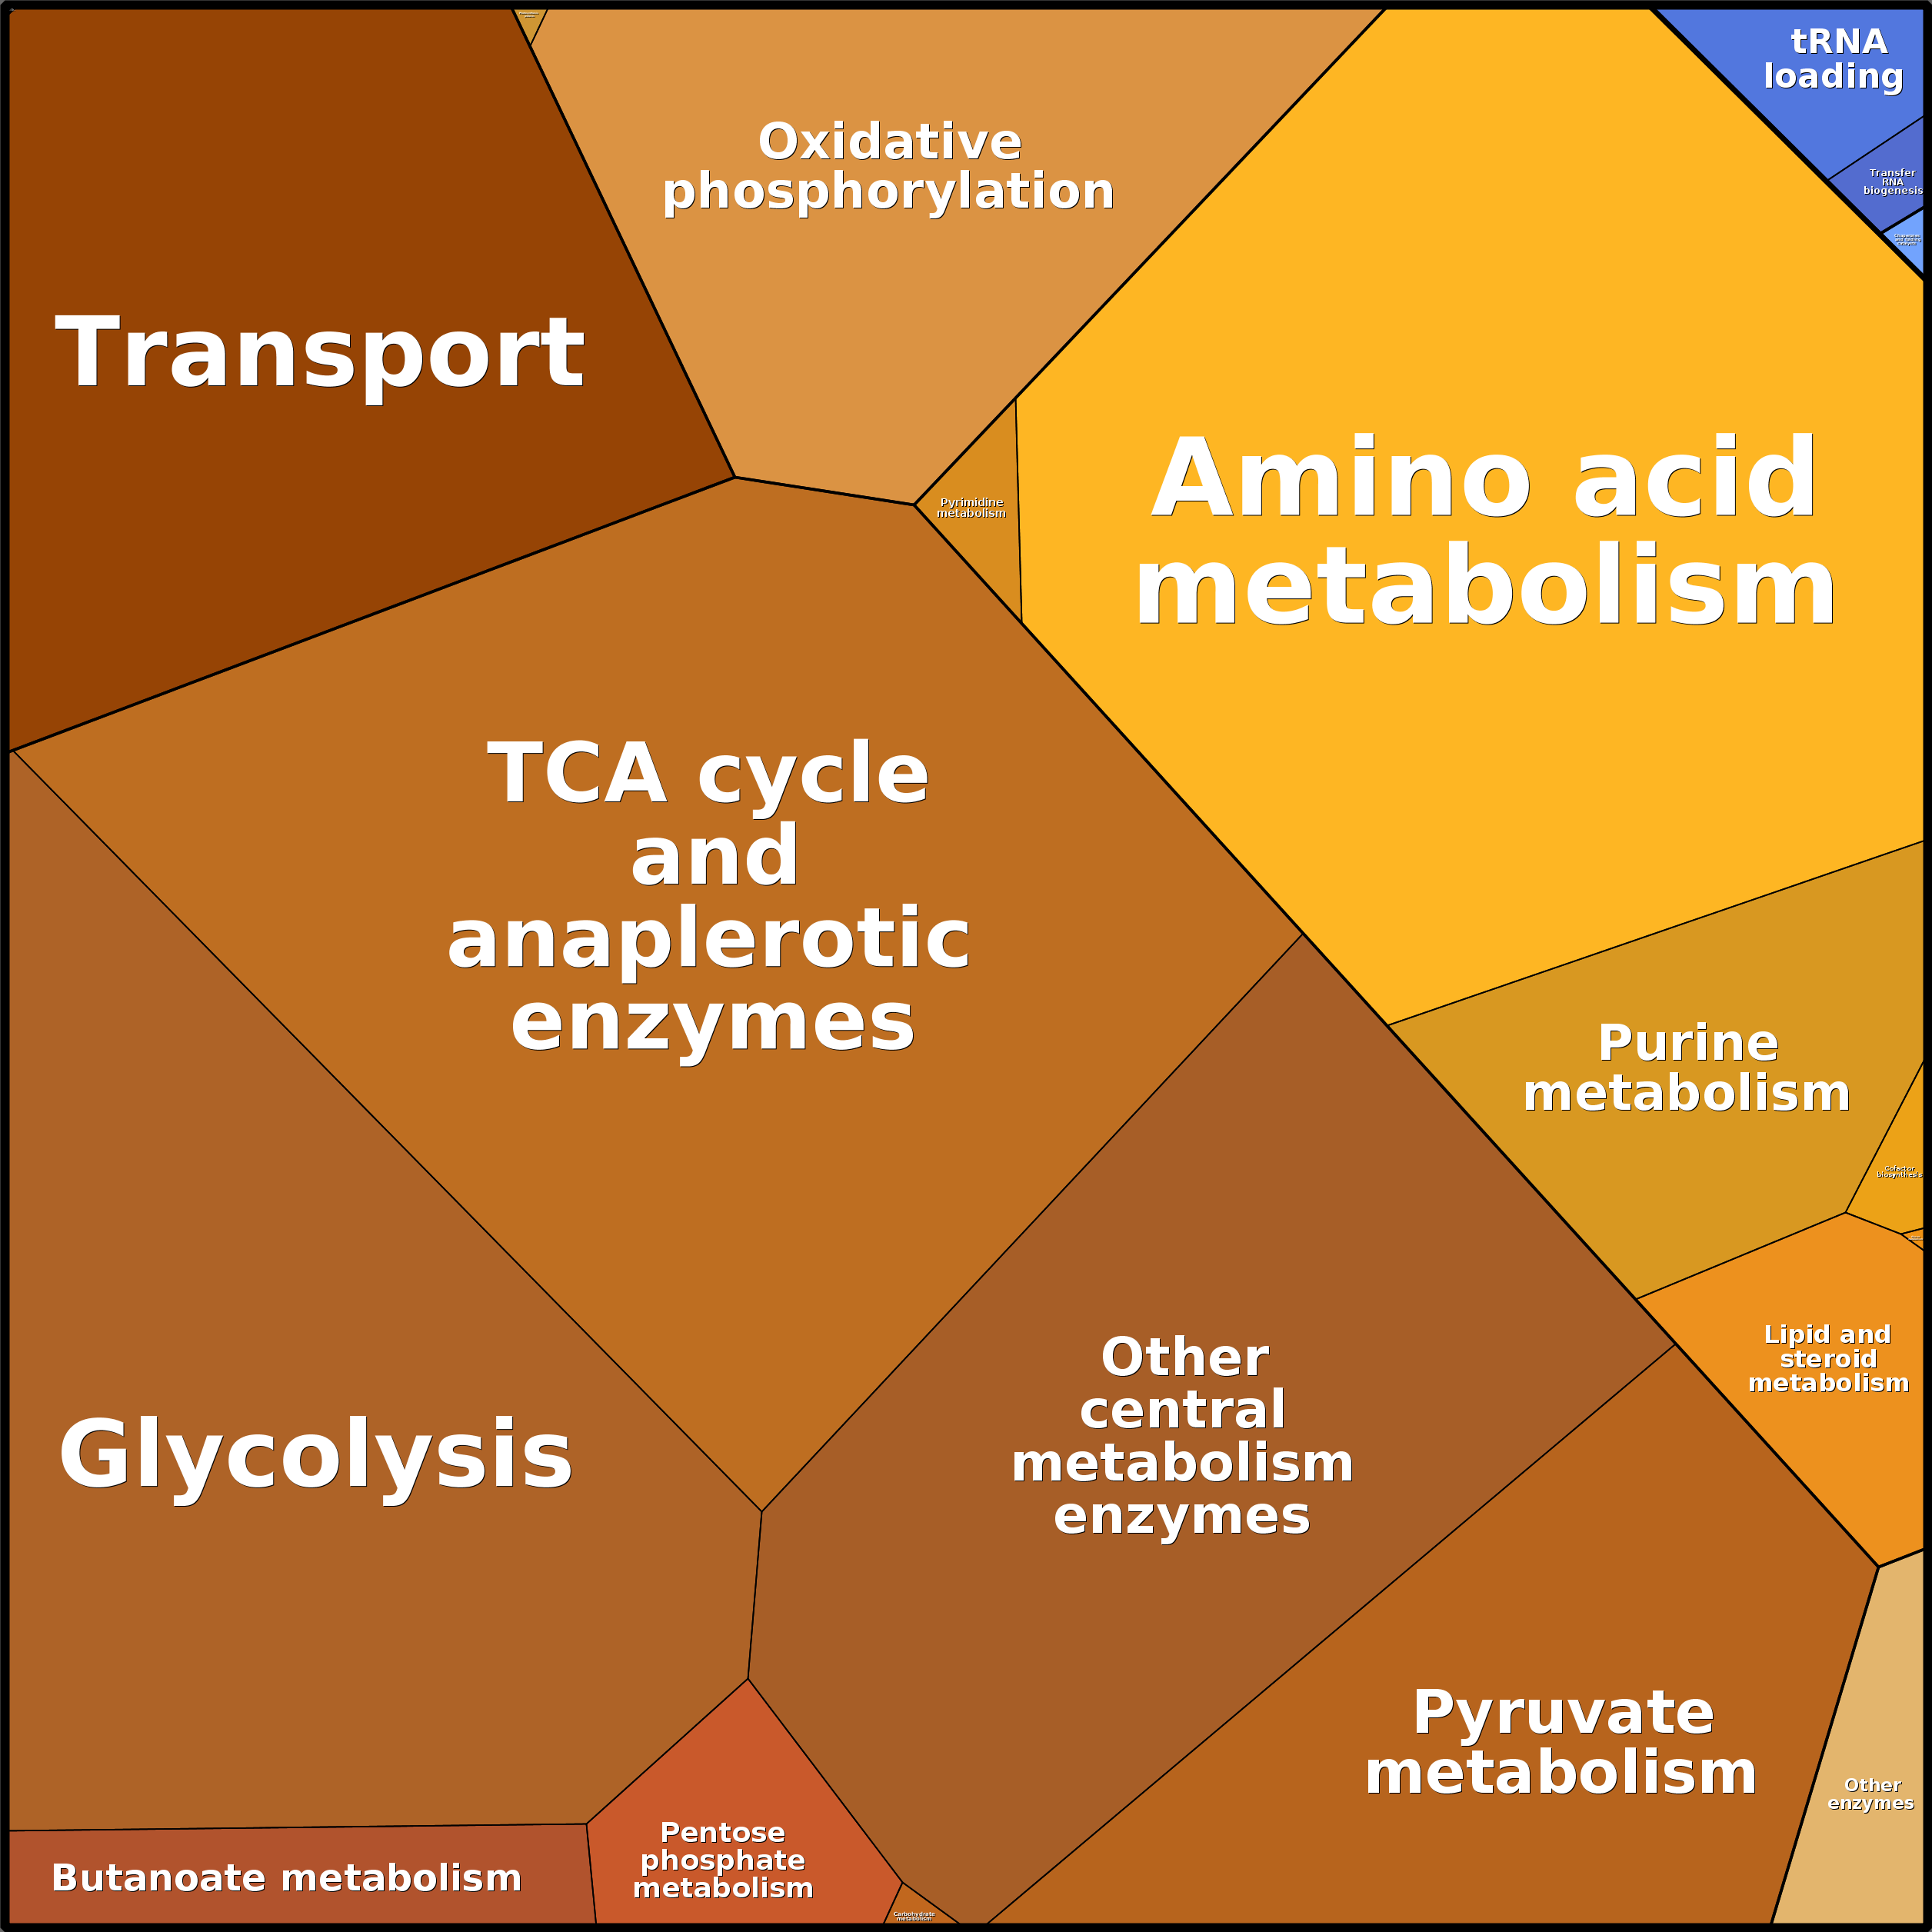 tRNA
loading
Oxidative
phosphorylation
Transfer
RNA
biogenesis
Transport
Amino acid
metabolism
Pyrimidine
metabolism
TCA cycle
and
anaplerotic
enzymes
Purine
metabolism
Cofactor
biosynthesis
Other
central
metabolism
enzymes
Lipid and
steroid
metabolism
Glycolysis
Pyruvate
metabolism
Other
enzymes
Pentose
phosphate
metabolism
Butanoate metabolism
Carbohydrate
metabolism